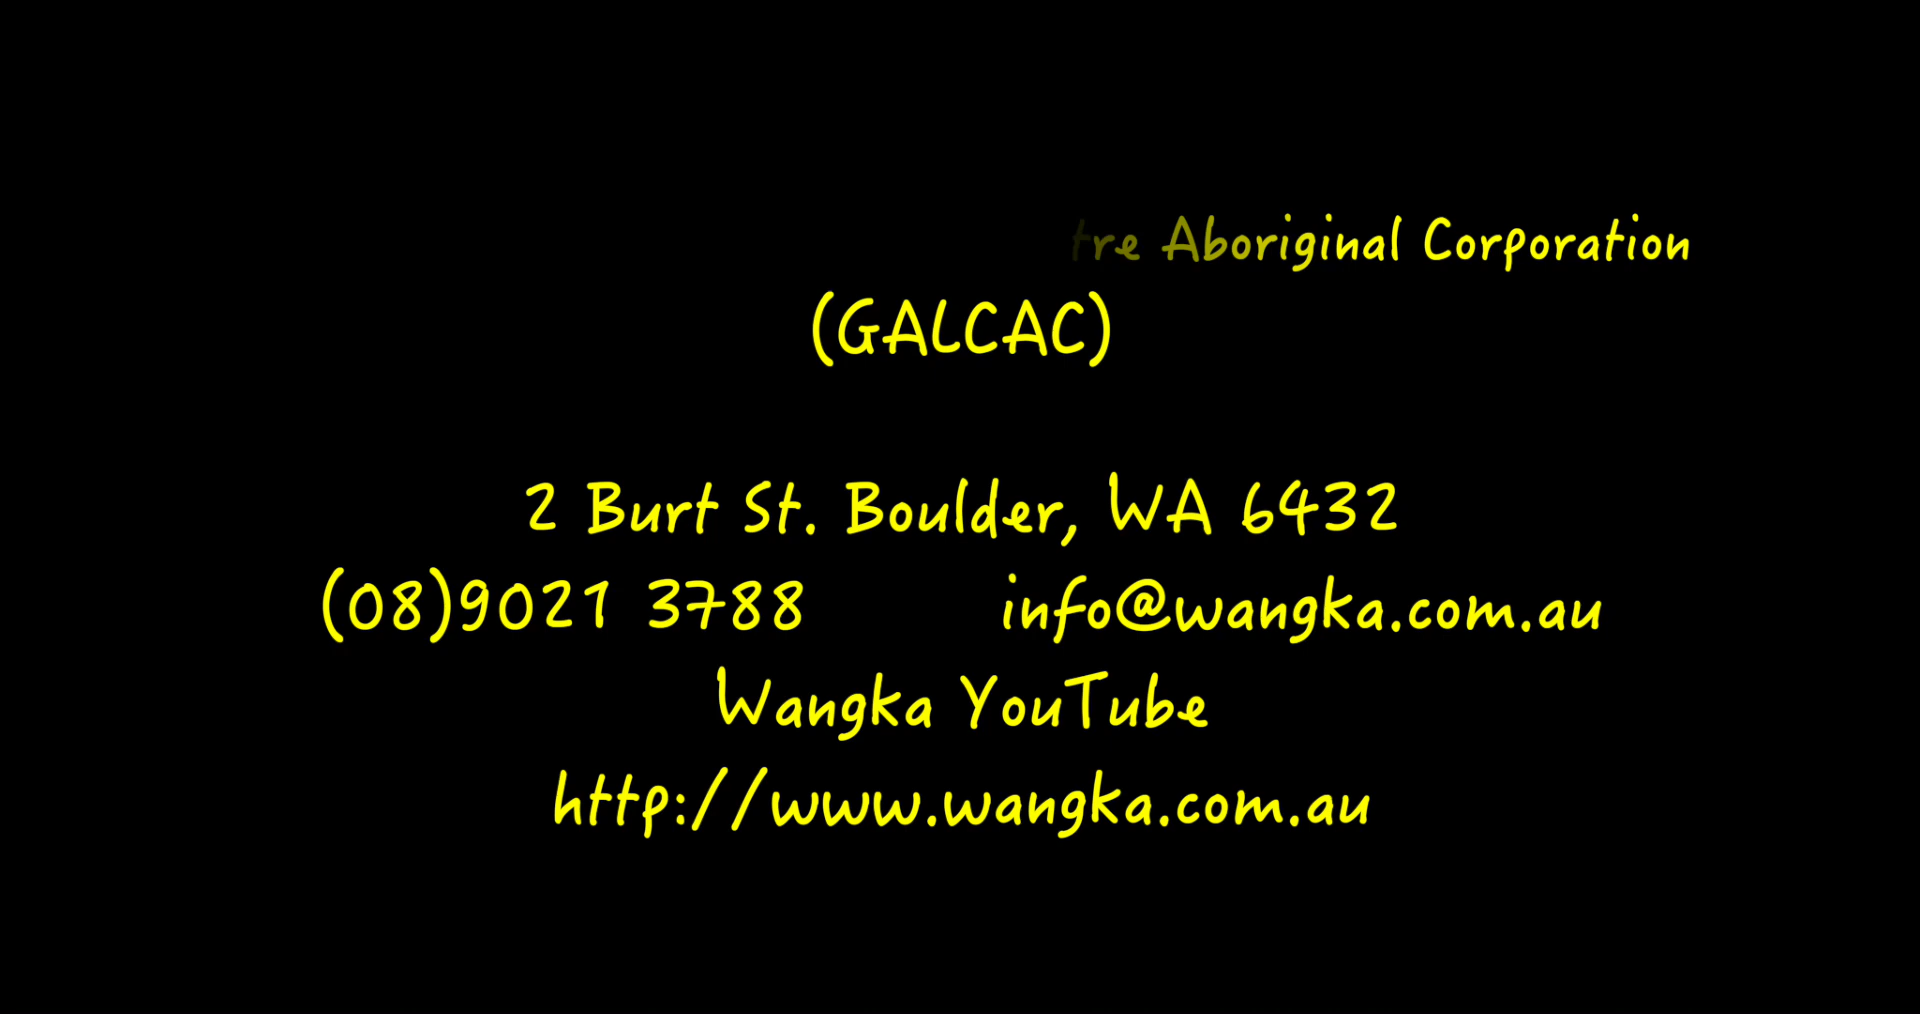 Aboriginal Corporation
(GALCAC)
2 Burt St. Boulder, WA 6432
(08)9021 3788 info@wangka.com.au
Wangka YouTube
http://www.wangka.com.au